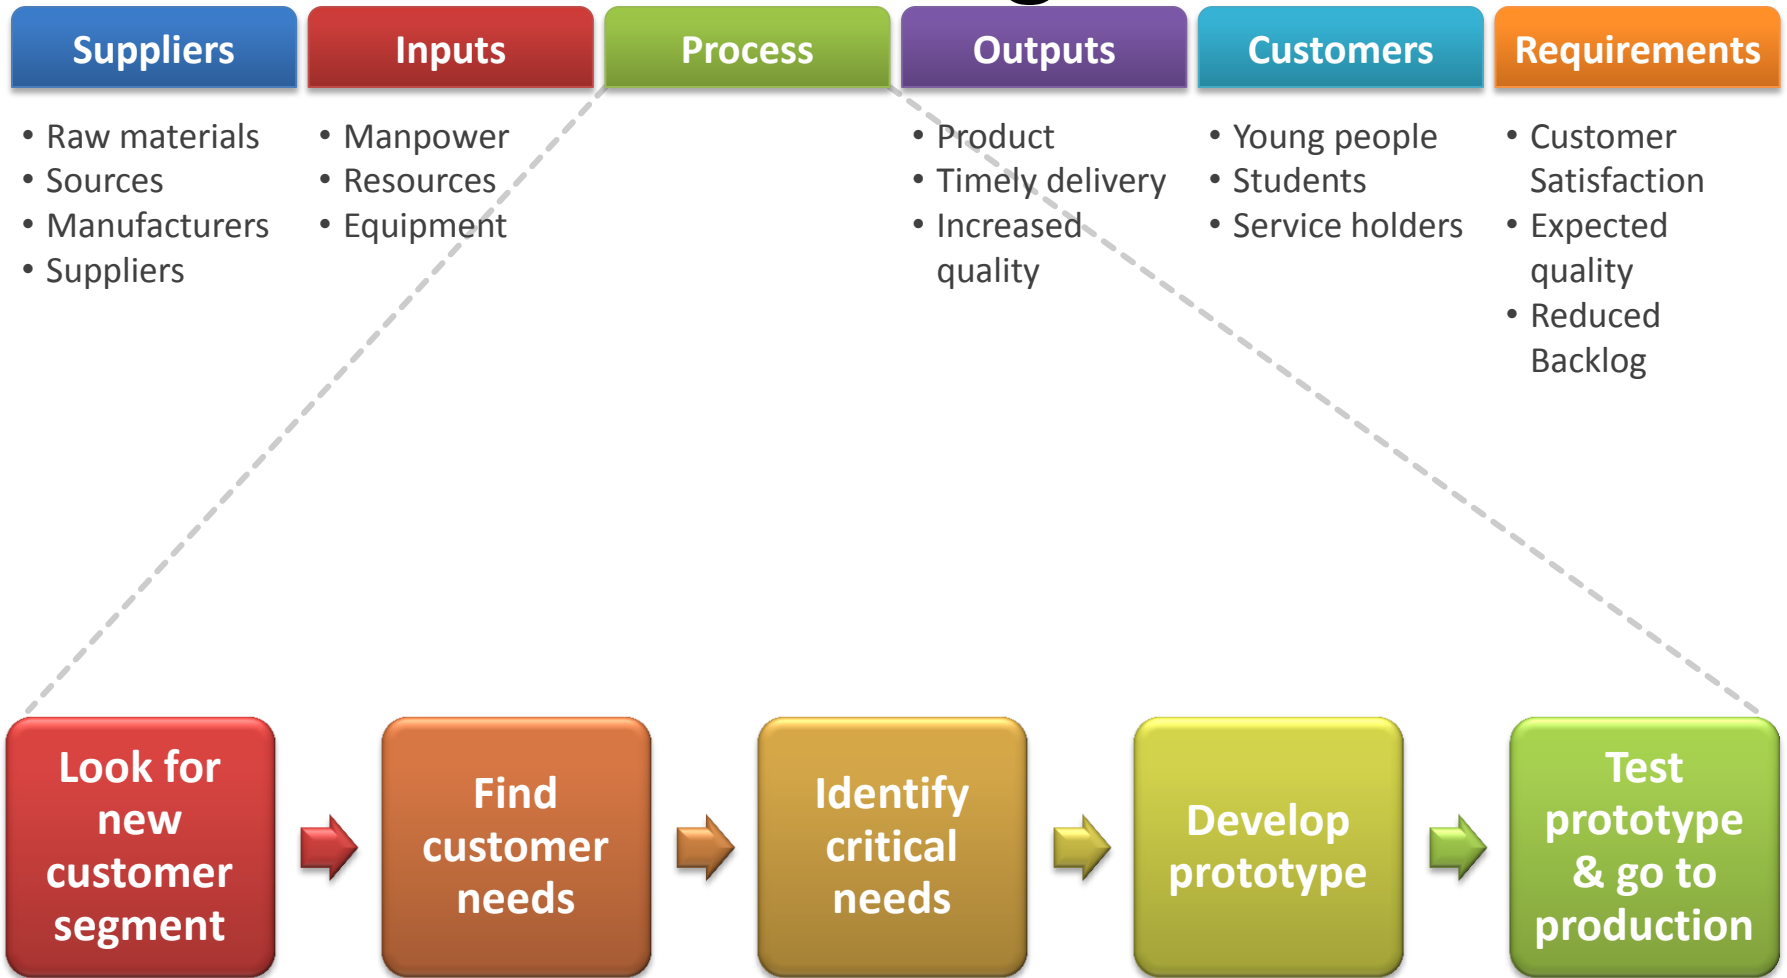 Suppliers
Inputs
Process
Outputs
Customers
Requirements
• Raw materials
• Sources
• Manufacturers
• Suppliers
• Manpower
• Resources
• Equipment
• Product
• Timely delivery
• Increased
quality
• Young people
• Students
• Service holders
• Customer
Satisfaction
• Expected
quality
• Reduced
Backlog
Look for
new
customer
segment
Find
customer
needs
Identify
critical
needs
Develop
prototype
Test
prototype
& go to
production